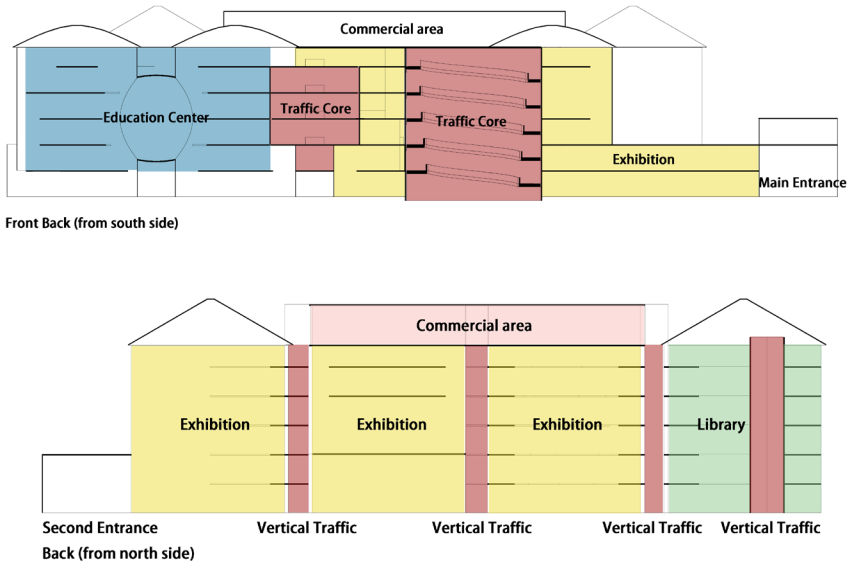 Commercial area
Education Center
Traffic Core
Traffic Core
Exhibition
Main Entrance
Front Back (from south side)
Commercial area
Exhibition
Exhibition
Exhibition
Library
Second Entrance
Vertical Traffic
Vertical Traffic
Vertical Traffic
Vertical Traffic
Back (from north side)